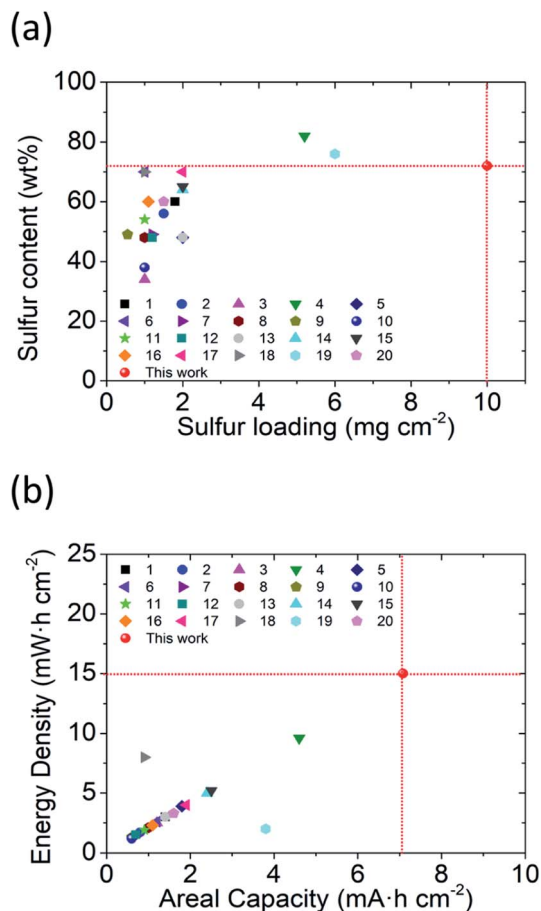 (a)
100
80
60
40
20
0
Sulfur content (wt%)
1 2 3 4 5
6 7 8 9 10
11 12 13 14 15
16 17 18 19 20
This work
0 2 4 6 8 10
Sulfur loading (mg cm⁻²)
(b)
25
20
15
10
5
0
Energy Density (mW·h cm⁻²)
1 2 3 4 5
6 7 8 9 10
11 12 13 14 15
16 17 18 19 20
This work
0 2 4 6 8 10
Areal Capacity (mA·h cm⁻²)